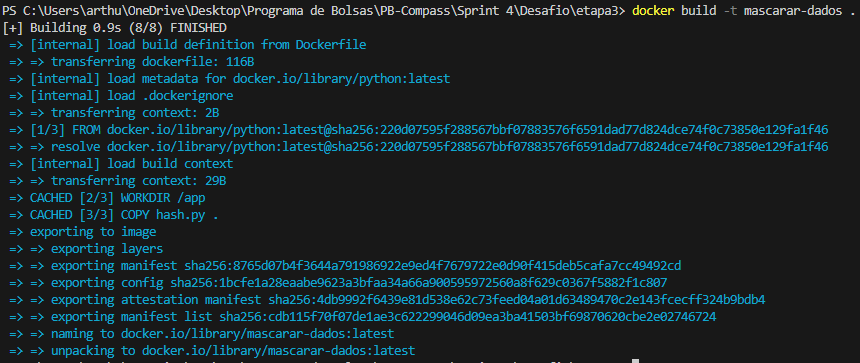 PS C:\Users\arthu\OneDrive\Desktop\Programa de Bolsas\PB-Compass\Sprint 4\Desafio\etapa3> docker build -t mascarar-dados .
[+] Building 0.9s (8/8) FINISHED
=> [internal] load build definition from Dockerfile
=> => transferring dockerfile: 116B
=> [internal] load metadata for docker.io/library/python:latest
=> [internal] load .dockerignore
=> => transferring context: 2B
=> [1/3] FROM docker.io/library/python:latest@sha256:220d07595f288567bbf07883576f6591dad77d824dce74f0c73850e129fa1f46
=> => resolve docker.io/library/python:latest@sha256:220d07595f288567bbf07883576f6591dad77d824dce74f0c73850e129fa1f46
=> [internal] load build context
=> => transferring context: 29B
=> CACHED [2/3] WORKDIR /app
=> CACHED [3/3] COPY hash.py .
=> exporting to image
=> => exporting layers
=> => exporting manifest sha256:8765d07b4f3644a791986922e9ed4f7679722e0d90f415deb5cafa7cc49492cd
=> => exporting config sha256:1bcfe1a28eaabe9623a3bfaa34a66a900595972560a8f629c0367f5882f1c807
=> => exporting attestation manifest sha256:4db9992f6439e81d538e62c73feed04a01d63489470c2e143fcecff324b9bdb4
=> => exporting manifest list sha256:cdb115f70f07de1ae3c622299046d09ea3ba41503bf69870620cbe2e02746724
=> => naming to docker.io/library/mascarar-dados:latest
=> => unpacking to docker.io/library/mascarar-dados:latest